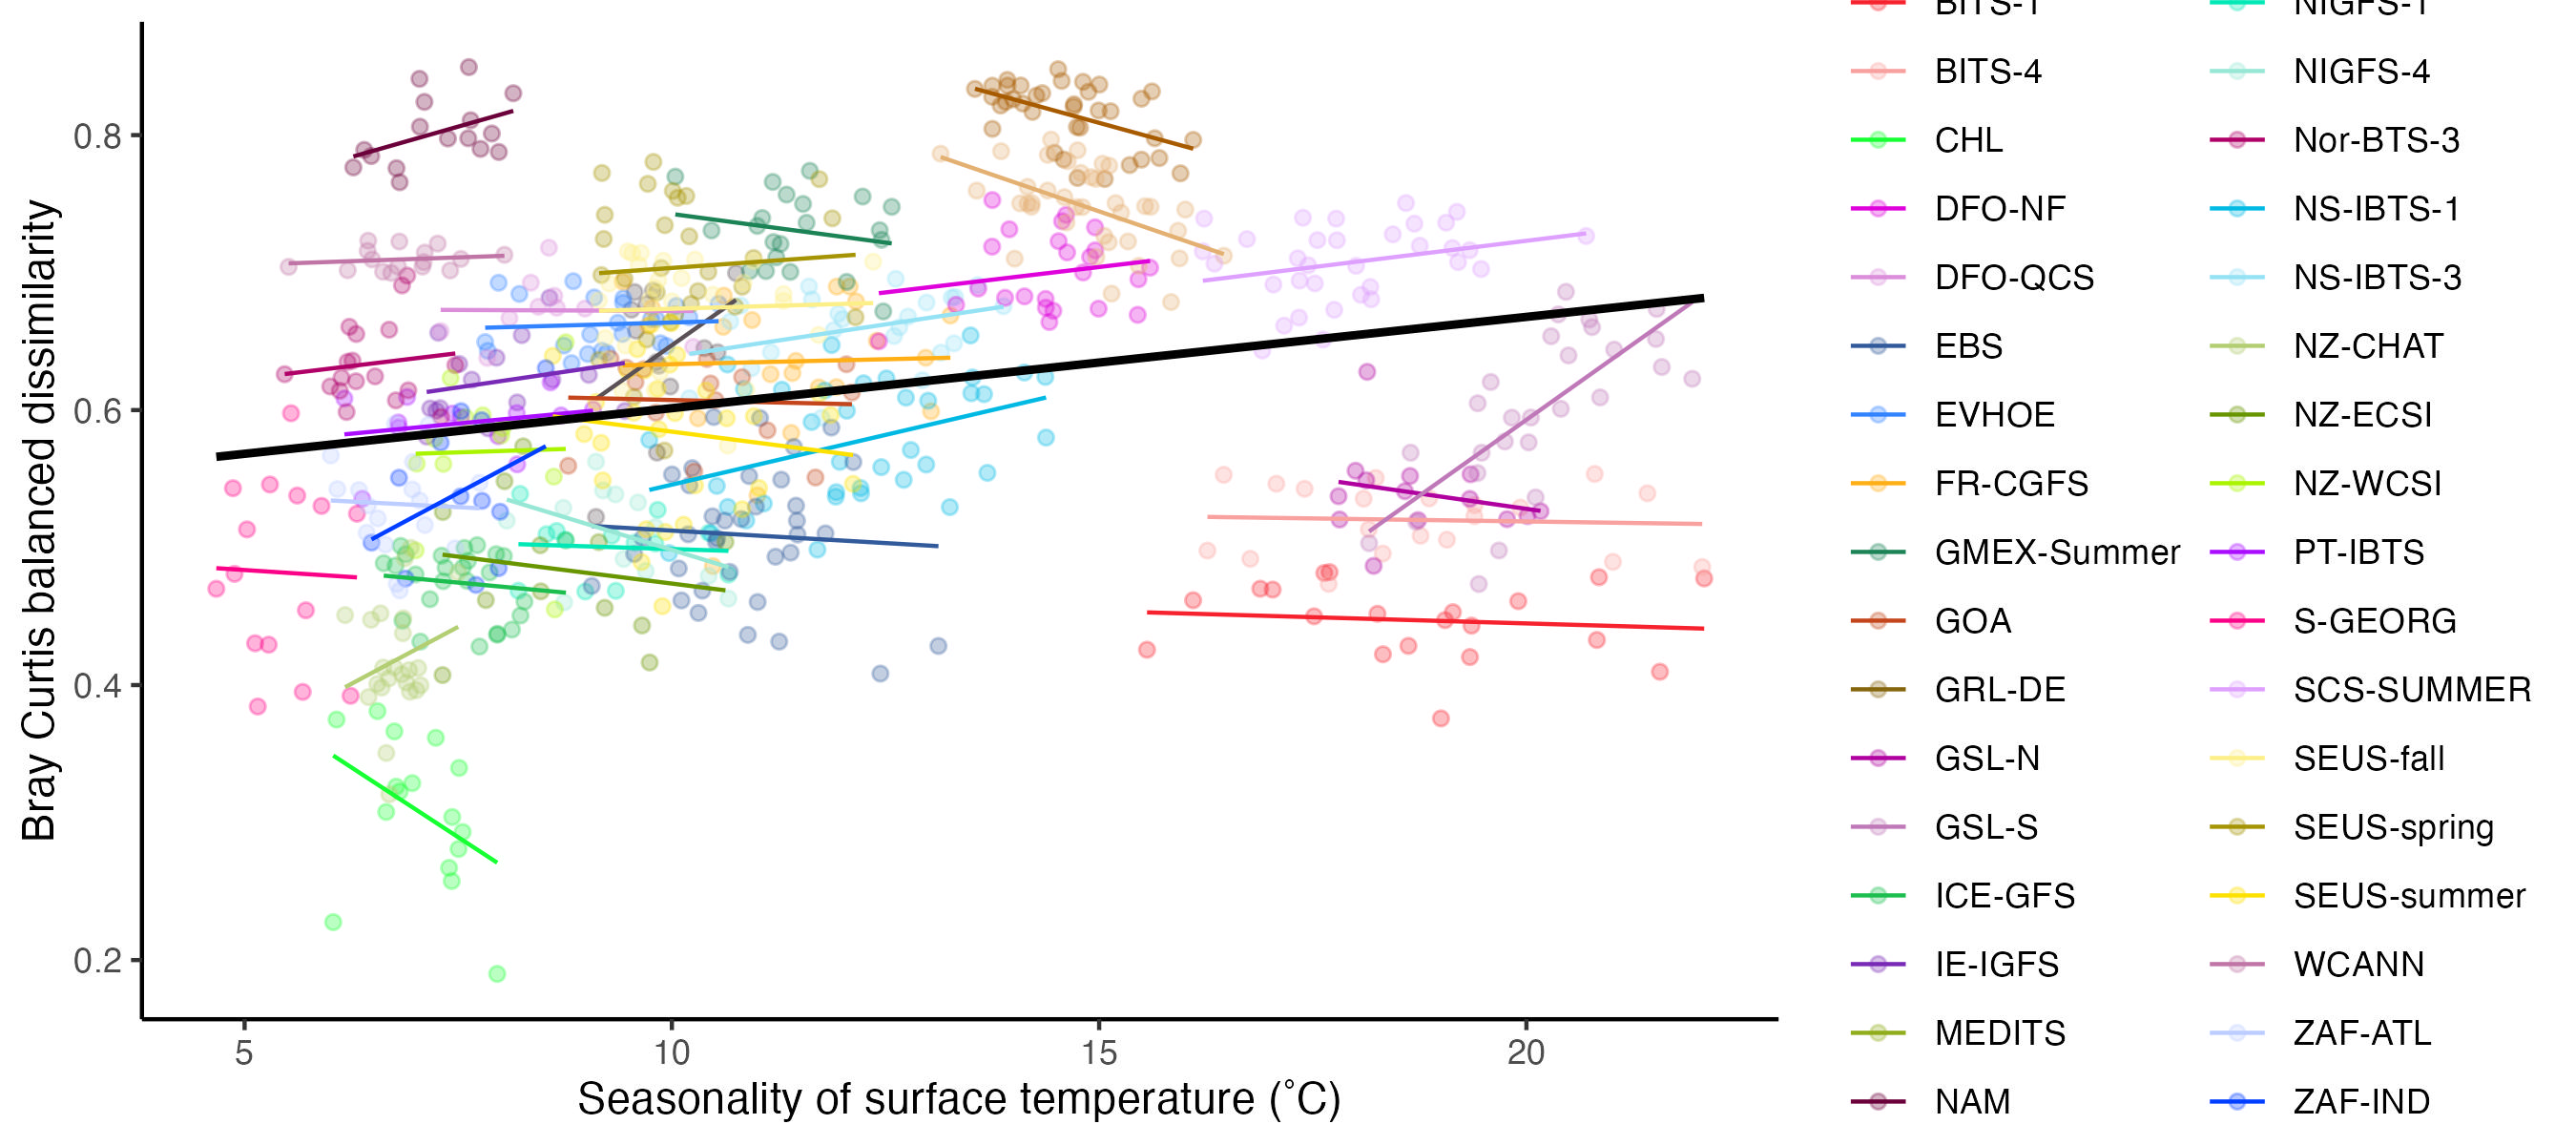 Bray Curtis balanced dissimilarity
0.8
0.6
0.4
0.2
5 10 15 20
Seasonality of surface temperature (˚C)
BITS-1
BITS-4
CHL
DFO-NF
DFO-QCS
EBS
EVHOE
FR-CGFS
GMEX-Summer
GOA
GRL-DE
GSL-N
GSL-S
ICE-GFS
IE-IGFS
MEDITS
NAM
NIGFS-1
NIGFS-4
Nor-BTS-3
NS-IBTS-1
NS-IBTS-3
NZ-CHAT
NZ-ECSI
NZ-WCSI
PT-IBTS
S-GEORG
SCS-SUMMER
SEUS-fall
SEUS-spring
SEUS-summer
WCANN
ZAF-ATL
ZAF-IND